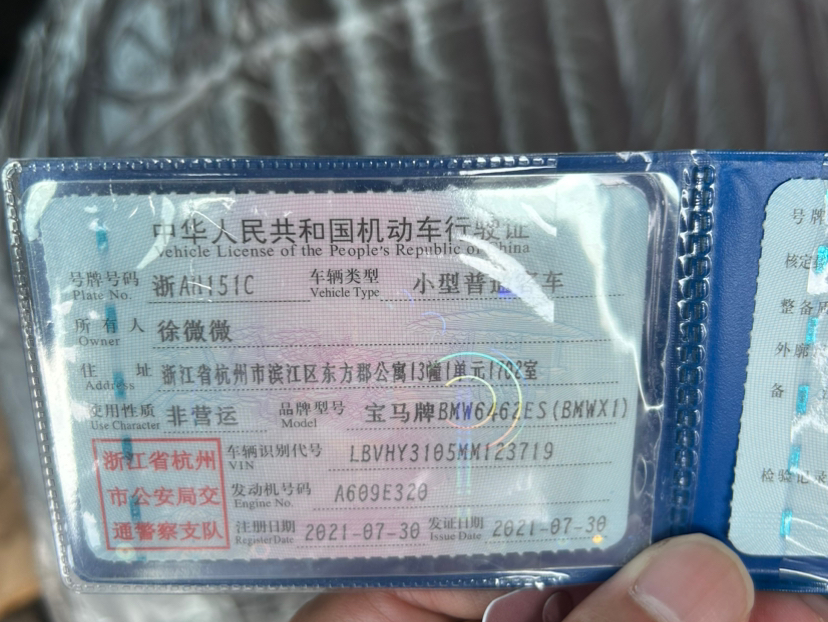 中华人民共和国机动车行驶证
Vehicle License of the People's Republic of China
号牌号码 浙AH151C 车辆类型 小型普通客车
Plate No. Vehicle Type
所有人 徐微微
Owner
住址 浙江省杭州市滨江区东方郡公寓13幢1单元1702室
Address
使用性质 非营运 品牌型号 宝马牌BMW6462ES(BMWX1)
Use Character Model
浙江省杭州
市公安局交
通警察支队
车辆识别代号 LBVHY3105MM123719
VIN
发动机号码 A609E320
Engine No.
注册日期 2021-07-30 发证日期 2021-07-30
Register Date Issue Date
号牌
核定
整备
外廓
备
检验记录